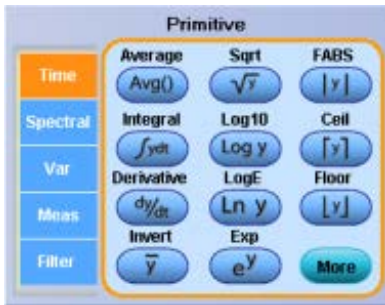 Primitive
Time
Spectral
Var
Meas
Filter
Average Sqrt FABS
Avg() √y |y|
Integral Log10 Ceil
∫ydt Log y ⌈y⌉
Derivative LogE Floor
dy/dt Ln y ⌊y⌋
Invert Exp
y̅ e^y More